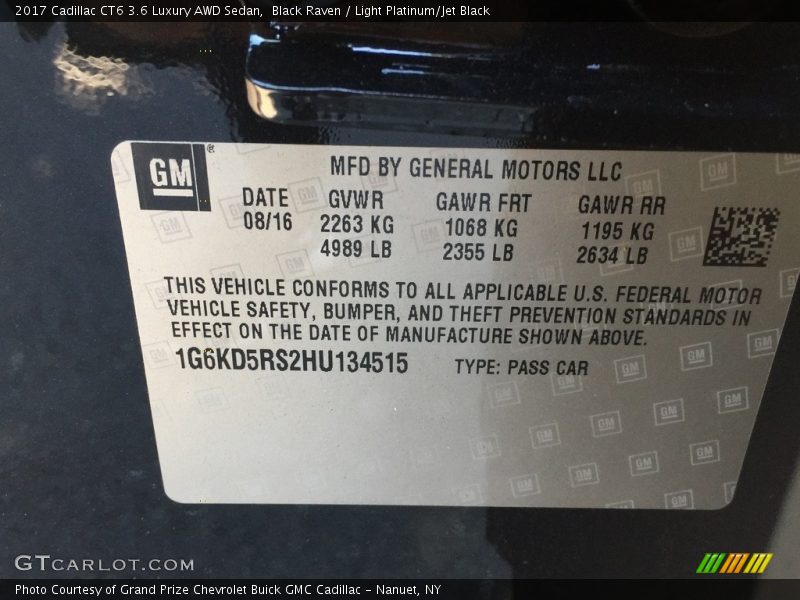 2017 Cadillac CT6 3.6 Luxury AWD Sedan,  Black Raven / Light Platinum/Jet Black
GM®
MFD BY GENERAL MOTORS LLC
DATE GVWR GAWR FRT GAWR RR
08/16 2263 KG 1068 KG 1195 KG
4989 LB 2355 LB 2634 LB
THIS VEHICLE CONFORMS TO ALL APPLICABLE U.S. FEDERAL MOTOR
VEHICLE SAFETY, BUMPER, AND THEFT PREVENTION STANDARDS IN
EFFECT ON THE DATE OF MANUFACTURE SHOWN ABOVE.
1G6KD5RS2HU134515 TYPE: PASS CAR
GTCARLOT.COM
Photo Courtesy of Grand Prize Chevrolet Buick GMC Cadillac – Nanuet, NY